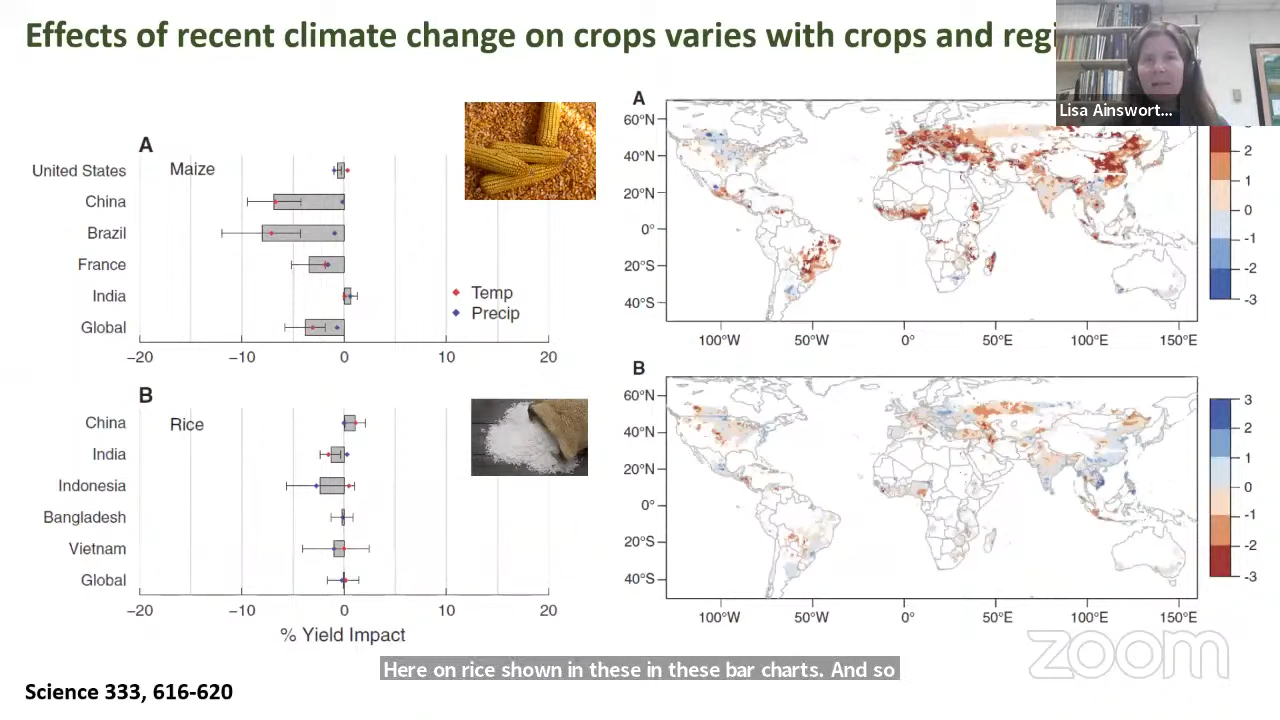 Effects of recent climate change on crops varies with crops and regi
Lisa Ainswort...
A
Maize
United States
China
Brazil
France
India
Global
Temp
Precip
−20 −10 0 10 20
B
Rice
China
India
Indonesia
Bangladesh
Vietnam
Global
−20 −10 0 10 20
% Yield Impact
A
60°N
40°N
20°N
0°
20°S
40°S
100°W 50°W 0° 50°E 100°E 150°E
2
1
0
-1
-2
-3
B
60°N
40°N
20°N
0°
20°S
40°S
100°W 50°W 0° 50°E 100°E 150°E
3
2
1
0
-1
-2
-3
zoom
Here on rice shown in these in these bar charts. And so
Science 333, 616-620